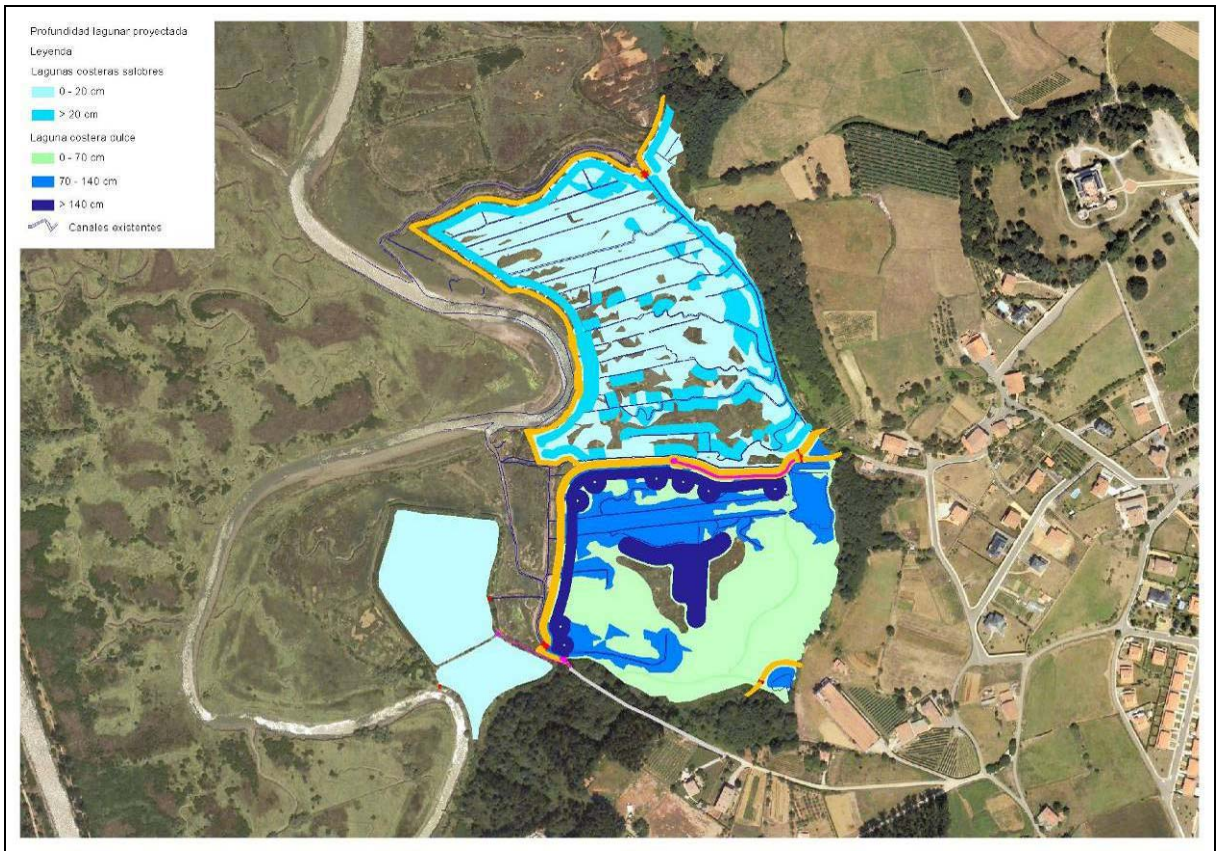 Profundidad lagunar proyectada
Leyenda
Lagunas costeras salobres
0 - 20 cm
> 20 cm
Laguna costera dulce
0 - 70 cm
70 - 140 cm
> 140 cm
Canales existentes